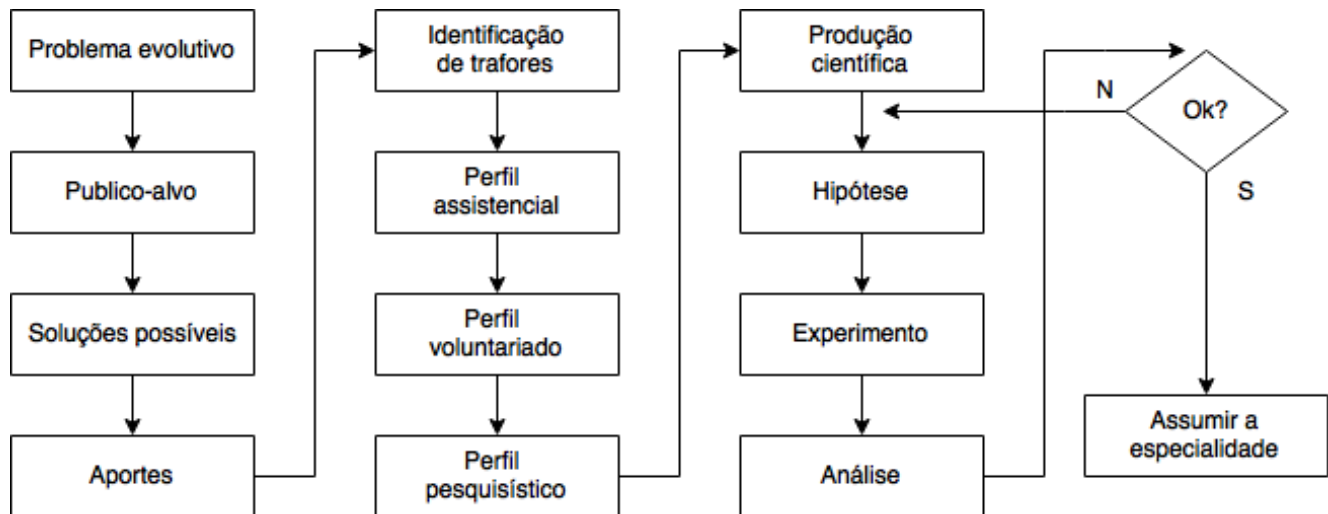 Problema evolutivo
Publico-alvo
Soluções possíveis
Aportes
Identificação
de trafores
Perfil
assistencial
Perfil
voluntariado
Perfil
pesquisístico
Produção
científica
Hipótese
Experimento
Análise
Ok?
N
S
Assumir a
especialidade